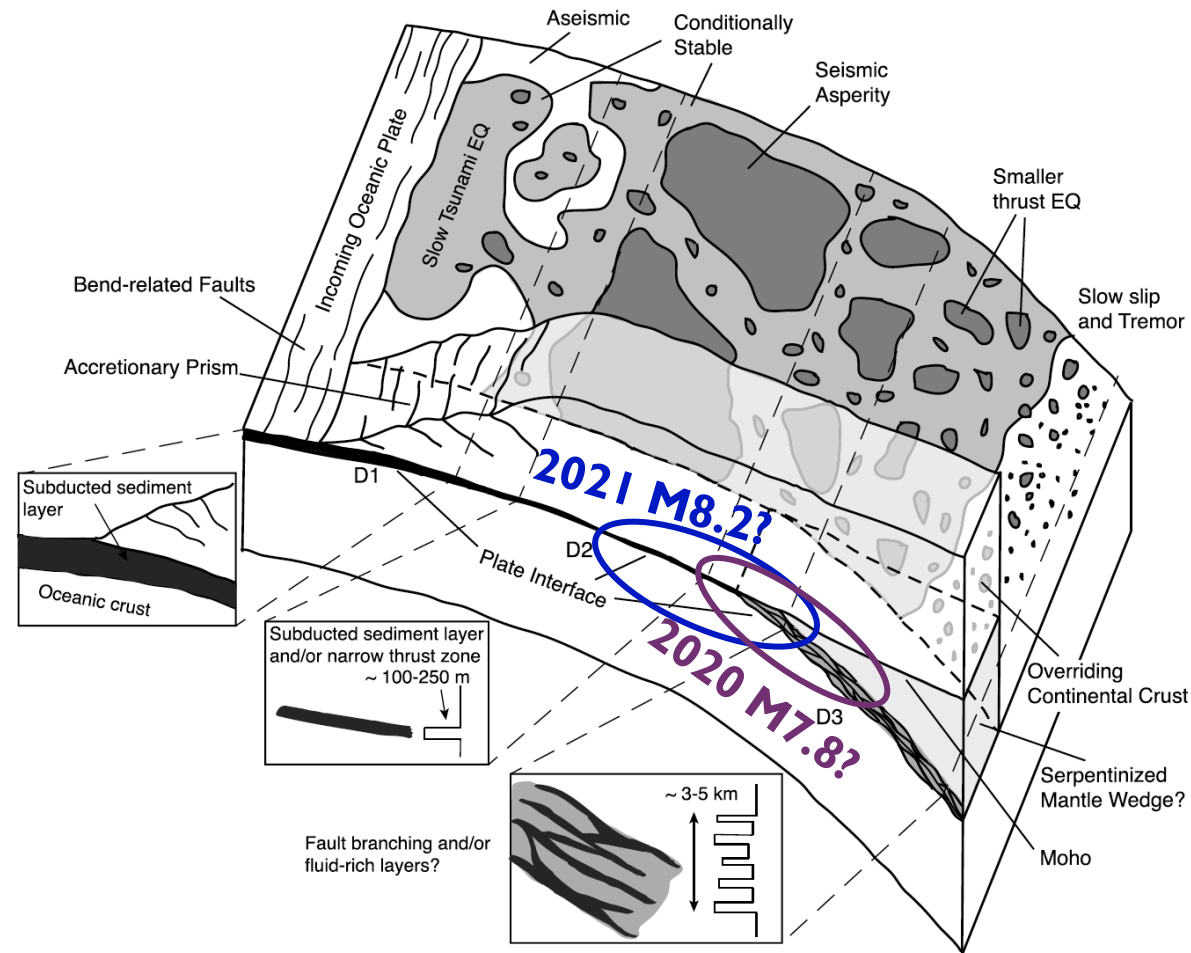 Aseismic
Conditionally
Stable
Seismic
Asperity
Smaller
thrust EQ
Slow slip
and Tremor
Incoming Oceanic Plate
Slow Tsunami EQ
Bend-related Faults
Accretionary Prism
D1
Subducted sediment
layer
Oceanic crust
2021 M8.2?
D2
Plate Interface
2020 M7.8?
D3
Subducted sediment layer
and/or narrow thrust zone
~ 100-250 m
Overriding
Continental Crust
Serpentinized
Mantle Wedge?
Moho
~ 3-5 km
Fault branching and/or
fluid-rich layers?